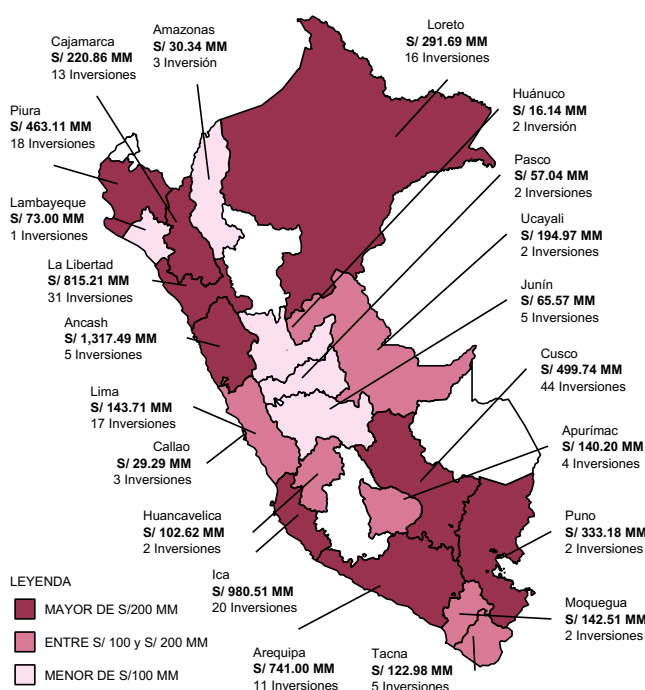 Loreto
S/ 291.69 MM
16 Inversiones
Amazonas
S/ 30.34 MM
3 Inversión
Cajamarca
S/ 220.86 MM
13 Inversiones
Huánuco
S/ 16.14 MM
2 Inversión
Piura
S/ 463.11 MM
18 Inversiones
Pasco
S/ 57.04 MM
2 Inversiones
Lambayeque
S/ 73.00 MM
1 Inversiones
Ucayali
S/ 194.97 MM
2 Inversiones
La Libertad
S/ 815.21 MM
31 Inversiones
Junín
S/ 65.57 MM
5 Inversiones
Ancash
S/ 1,317.49 MM
5 Inversiones
Cusco
S/ 499.74 MM
44 Inversiones
Lima
S/ 143.71 MM
17 Inversiones
Apurímac
S/ 140.20 MM
4 Inversiones
Callao
S/ 29.29 MM
3 Inversiones
Huancavelica
S/ 102.62 MM
2 Inversiones
Puno
S/ 333.18 MM
2 Inversiones
Ica
S/ 980.51 MM
20 Inversiones
Moquegua
S/ 142.51 MM
2 Inversiones
Arequipa
S/ 741.00 MM
11 Inversiones
Tacna
S/ 122.98 MM
5 Inversiones
LEYENDA
MAYOR DE S/200 MM
ENTRE S/ 100 y S/ 200 MM
MENOR DE S/100 MM